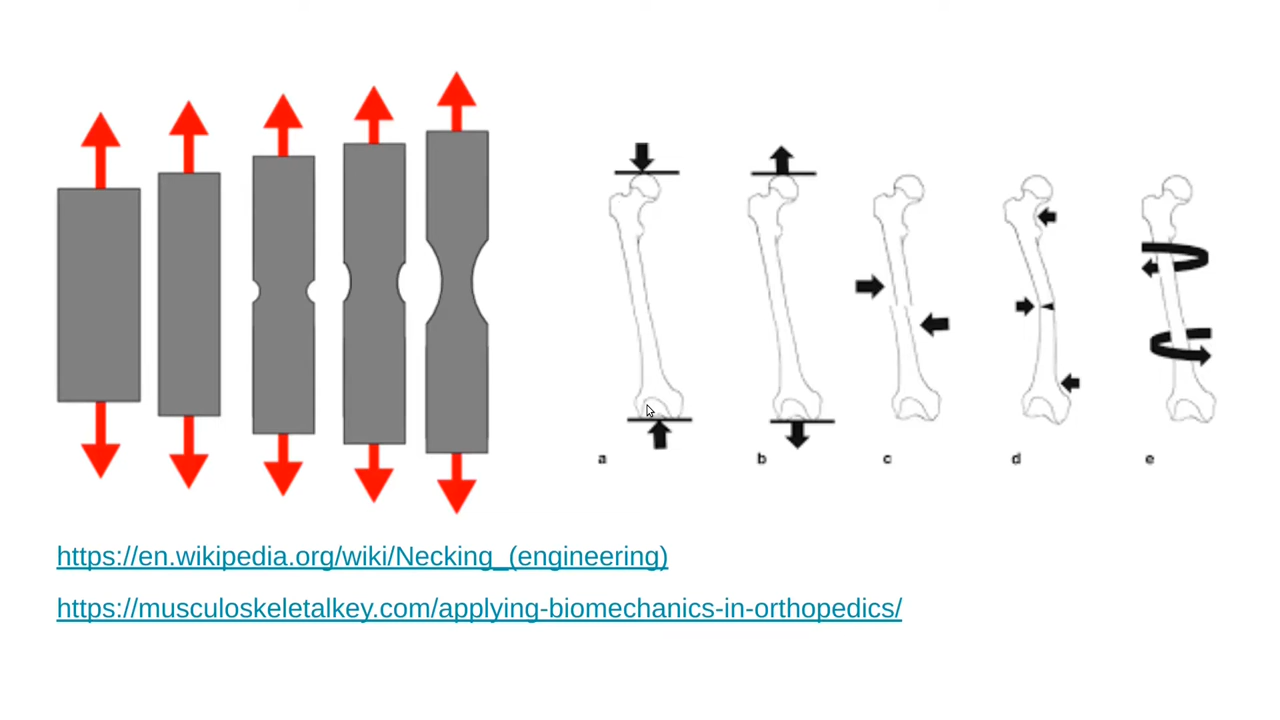 a b c d e
https://en.wikipedia.org/wiki/Necking_(engineering)
https://musculoskeletalkey.com/applying-biomechanics-in-orthopedics/